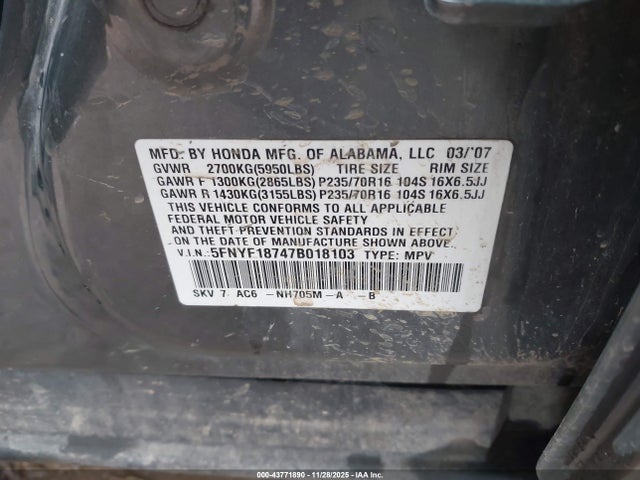 MFD. BY HONDA MFG. OF ALABAMA, LLC 03/'07
GVWR 2700KG(5950LBS) TIRE SIZE RIM SIZE
GAWR F 1300KG(2865LBS) P235/70R16 104S 16X6.5JJ
GAWR R 1430KG(3155LBS) P235/70R16 104S 16X6.5JJ
THIS VEHICLE CONFORMS TO ALL APPLICABLE
FEDERAL MOTOR VEHICLE SAFETY
AND THEFT PREVENTION STANDARDS IN EFFECT ON
THE DATE OF MANUFACTURE SHOWN ABOVE.
V.I.N.: 5FNYF18747B018103 TYPE: MPV
SKV 7 AC6 -NH705M-A -B
000-43771890 - 11/28/2025 - IAA Inc.